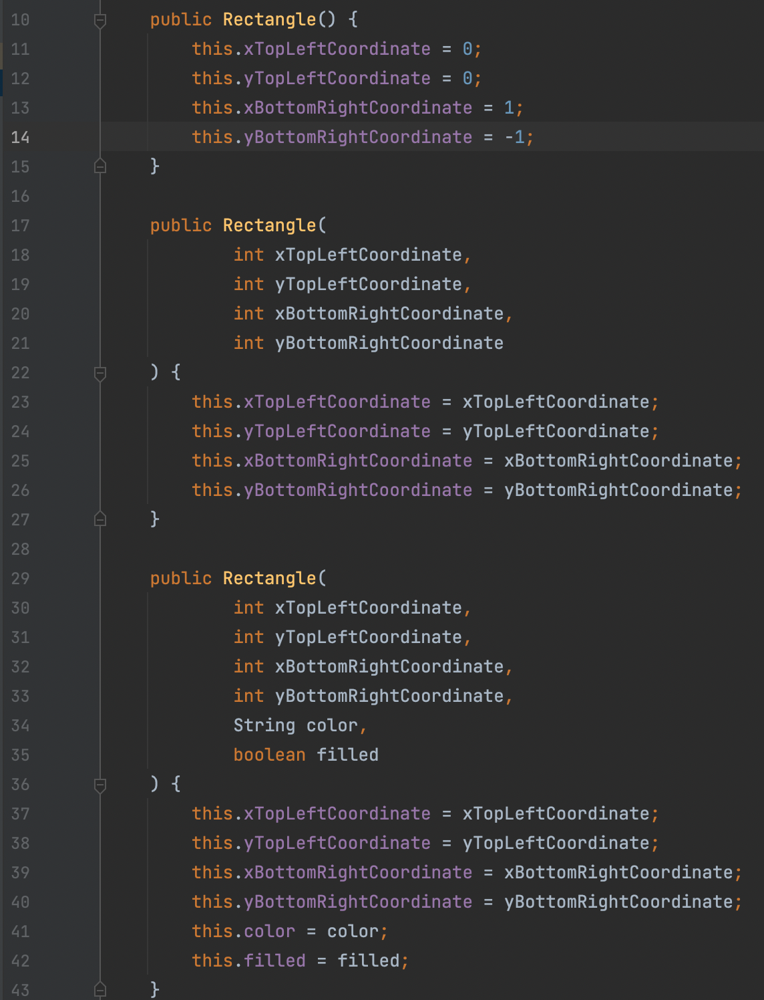 10 public Rectangle() {
11 this.xTopLeftCoordinate = 0;
12 this.yTopLeftCoordinate = 0;
13 this.xBottomRightCoordinate = 1;
14 this.yBottomRightCoordinate = -1;
15 }
16
17 public Rectangle(
18 int xTopLeftCoordinate,
19 int yTopLeftCoordinate,
20 int xBottomRightCoordinate,
21 int yBottomRightCoordinate
22 ) {
23 this.xTopLeftCoordinate = xTopLeftCoordinate;
24 this.yTopLeftCoordinate = yTopLeftCoordinate;
25 this.xBottomRightCoordinate = xBottomRightCoordinate;
26 this.yBottomRightCoordinate = yBottomRightCoordinate;
27 }
28
29 public Rectangle(
30 int xTopLeftCoordinate,
31 int yTopLeftCoordinate,
32 int xBottomRightCoordinate,
33 int yBottomRightCoordinate,
34 String color,
35 boolean filled
36 ) {
37 this.xTopLeftCoordinate = xTopLeftCoordinate;
38 this.yTopLeftCoordinate = yTopLeftCoordinate;
39 this.xBottomRightCoordinate = xBottomRightCoordinate;
40 this.yBottomRightCoordinate = yBottomRightCoordinate;
41 this.color = color;
42 this.filled = filled;
43 }